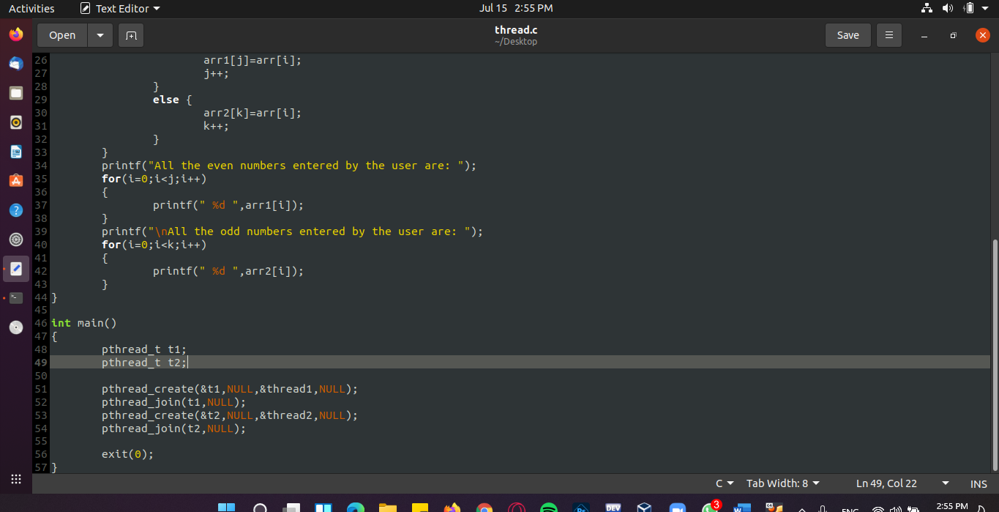 Activities Text Editor Jul 15 2:55 PM
Open thread.c Save
~/Desktop
26 arr1[j]=arr[i];
27 j++;
28 }
29 else {
30 arr2[k]=arr[i];
31 k++;
32 }
33 }
34 printf("All the even numbers entered by the user are: ");
35 for(i=0;i<j;i++)
36 {
37 printf(" %d ",arr1[i]);
38 }
39 printf("\nAll the odd numbers entered by the user are: ");
40 for(i=0;i<k;i++)
41 {
42 printf(" %d ",arr2[i]);
43 }
44 }
45
46 int main()
47 {
48 pthread_t t1;
49 pthread_t t2;
50
51 pthread_create(&t1,NULL,&thread1,NULL);
52 pthread_join(t1,NULL);
53 pthread_create(&t2,NULL,&thread2,NULL);
54 pthread_join(t2,NULL);
55
56 exit(0);
57 }
C Tab Width: 8 Ln 49, Col 22 INS
Ps DEV 3 W 64 ENG 2:55 PM